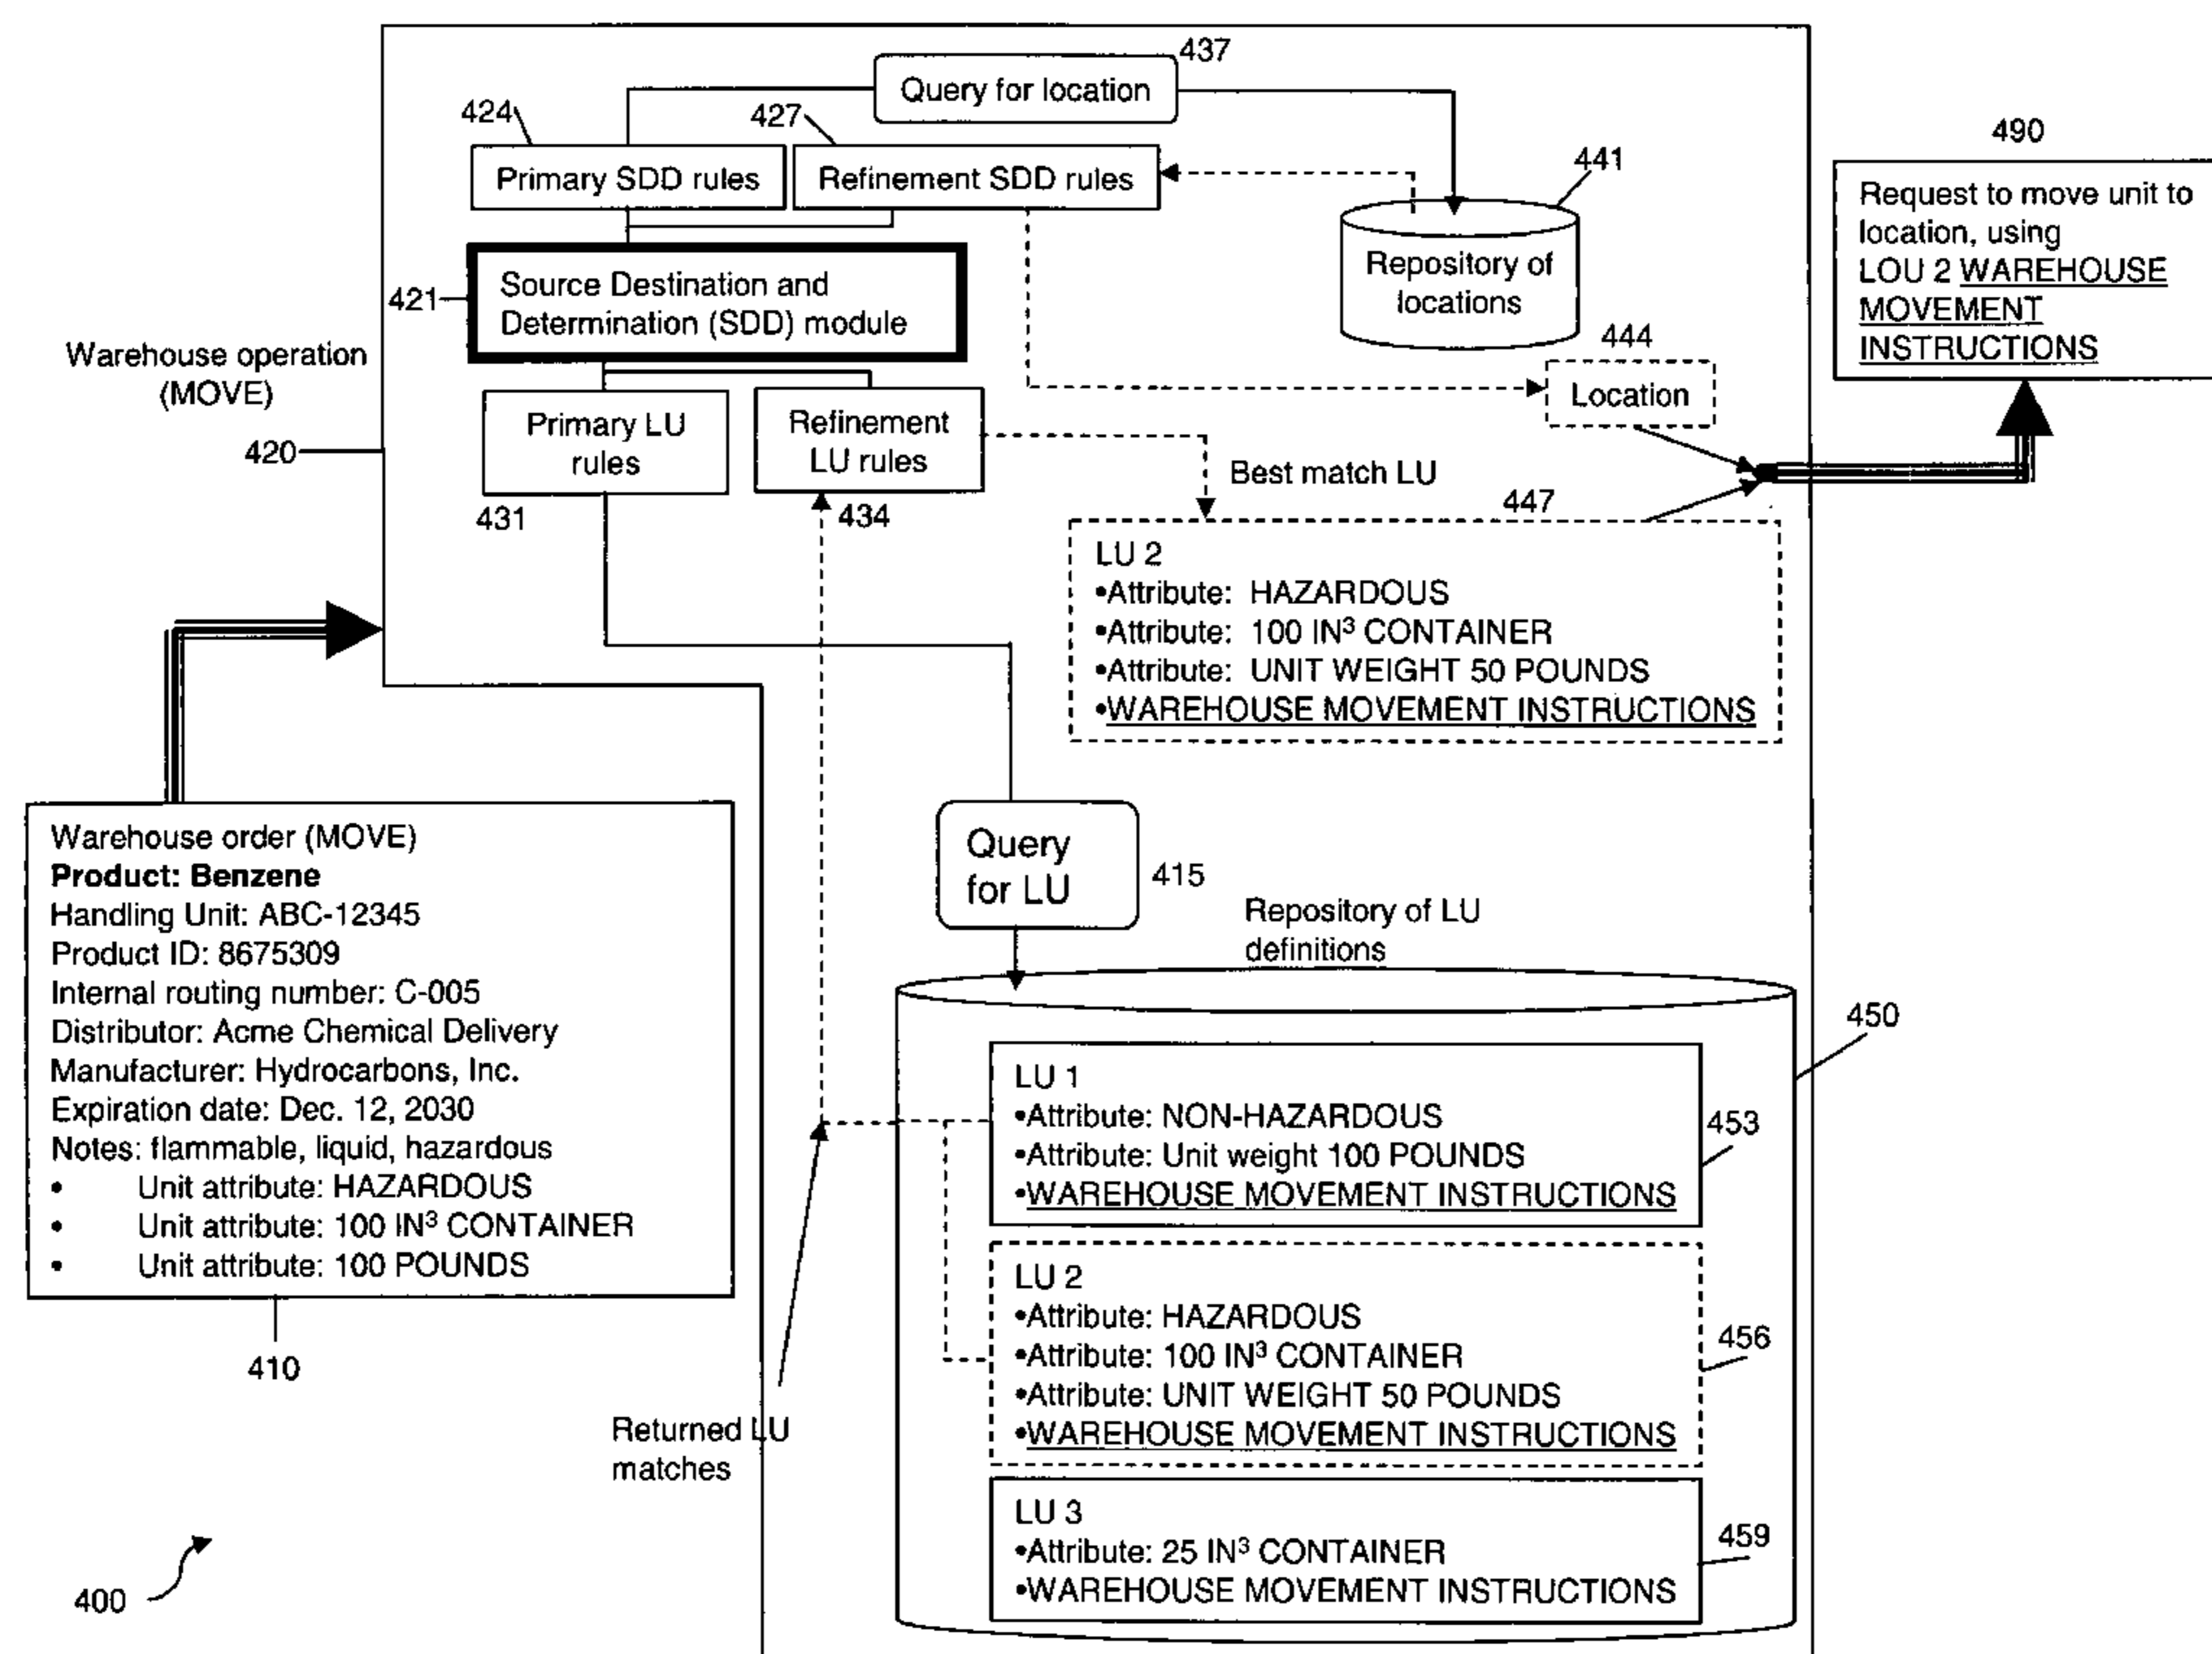 437
Query for location
424
427
Primary SDD rules
Refinement SDD rules
441
490
Request to move unit to
location, using
LOU 2 WAREHOUSE
MOVEMENT
INSTRUCTIONS
Repository of
locations
421
Source Destination and
Determination (SDD) module
444
Location
Warehouse operation
(MOVE)
420
Primary LU
rules
431
Refinement
LU rules
434
Best match LU
447
LU 2
•Attribute: HAZARDOUS
•Attribute: 100 IN³ CONTAINER
•Attribute: UNIT WEIGHT 50 POUNDS
•WAREHOUSE MOVEMENT INSTRUCTIONS
Warehouse order (MOVE)
Product: Benzene
Handling Unit: ABC-12345
Product ID: 8675309
Internal routing number: C-005
Distributor: Acme Chemical Delivery
Manufacturer: Hydrocarbons, Inc.
Expiration date: Dec. 12, 2030
Notes: flammable, liquid, hazardous
• Unit attribute: HAZARDOUS
• Unit attribute: 100 IN³ CONTAINER
• Unit attribute: 100 POUNDS
410
Query
for LU
415
Repository of LU
definitions
450
LU 1
•Attribute: NON-HAZARDOUS
•Attribute: Unit weight 100 POUNDS
•WAREHOUSE MOVEMENT INSTRUCTIONS
453
LU 2
•Attribute: HAZARDOUS
•Attribute: 100 IN³ CONTAINER
•Attribute: UNIT WEIGHT 50 POUNDS
•WAREHOUSE MOVEMENT INSTRUCTIONS
456
Returned LU
matches
LU 3
•Attribute: 25 IN³ CONTAINER
•WAREHOUSE MOVEMENT INSTRUCTIONS
459
400